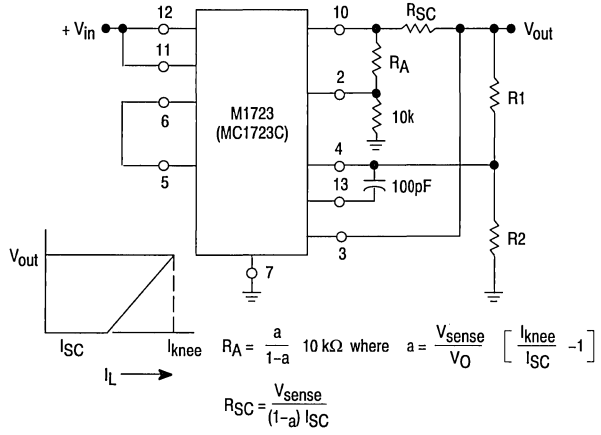 12
10
RSC
+ Vin
Vout
11
RA
R1
2
6
M1723
(MC1723C)
10k
4
13
100pF
5
3
R2
7
Vout
ISC
Iknee
IL
RA = a/1-a 10 kΩ where a = Vsense/VO [ Iknee/ISC -1 ]
RSC = Vsense/(1-a) ISC